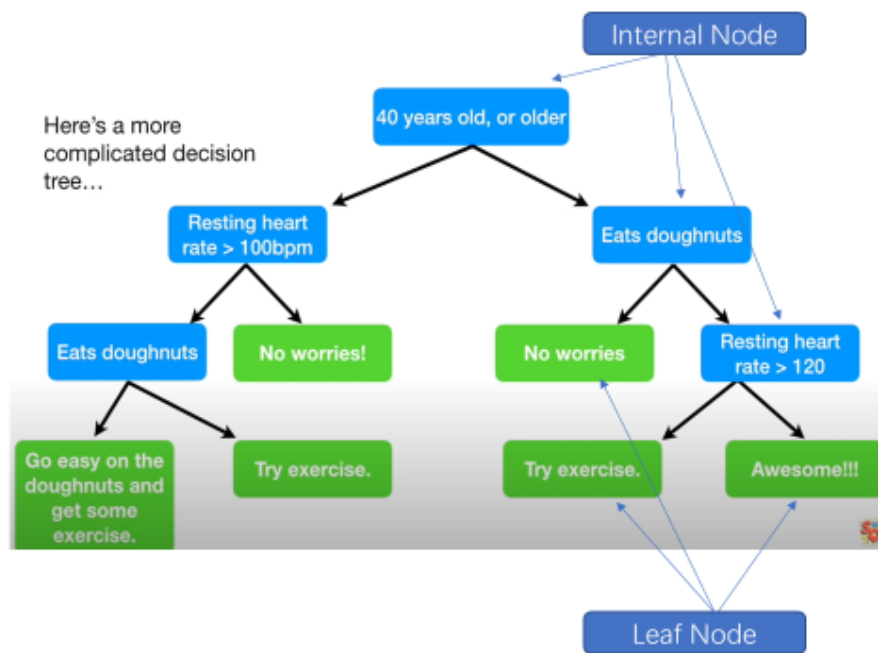 Internal Node
40 years old, or older
Here's a more
complicated decision
tree…
Resting heart
rate > 100bpm
Eats doughnuts
Eats doughnuts
No worries!
No worries
Resting heart
rate > 120
Go easy on the
doughnuts and
get some
exercise.
Try exercise.
Try exercise.
Awesome!!!
Leaf Node